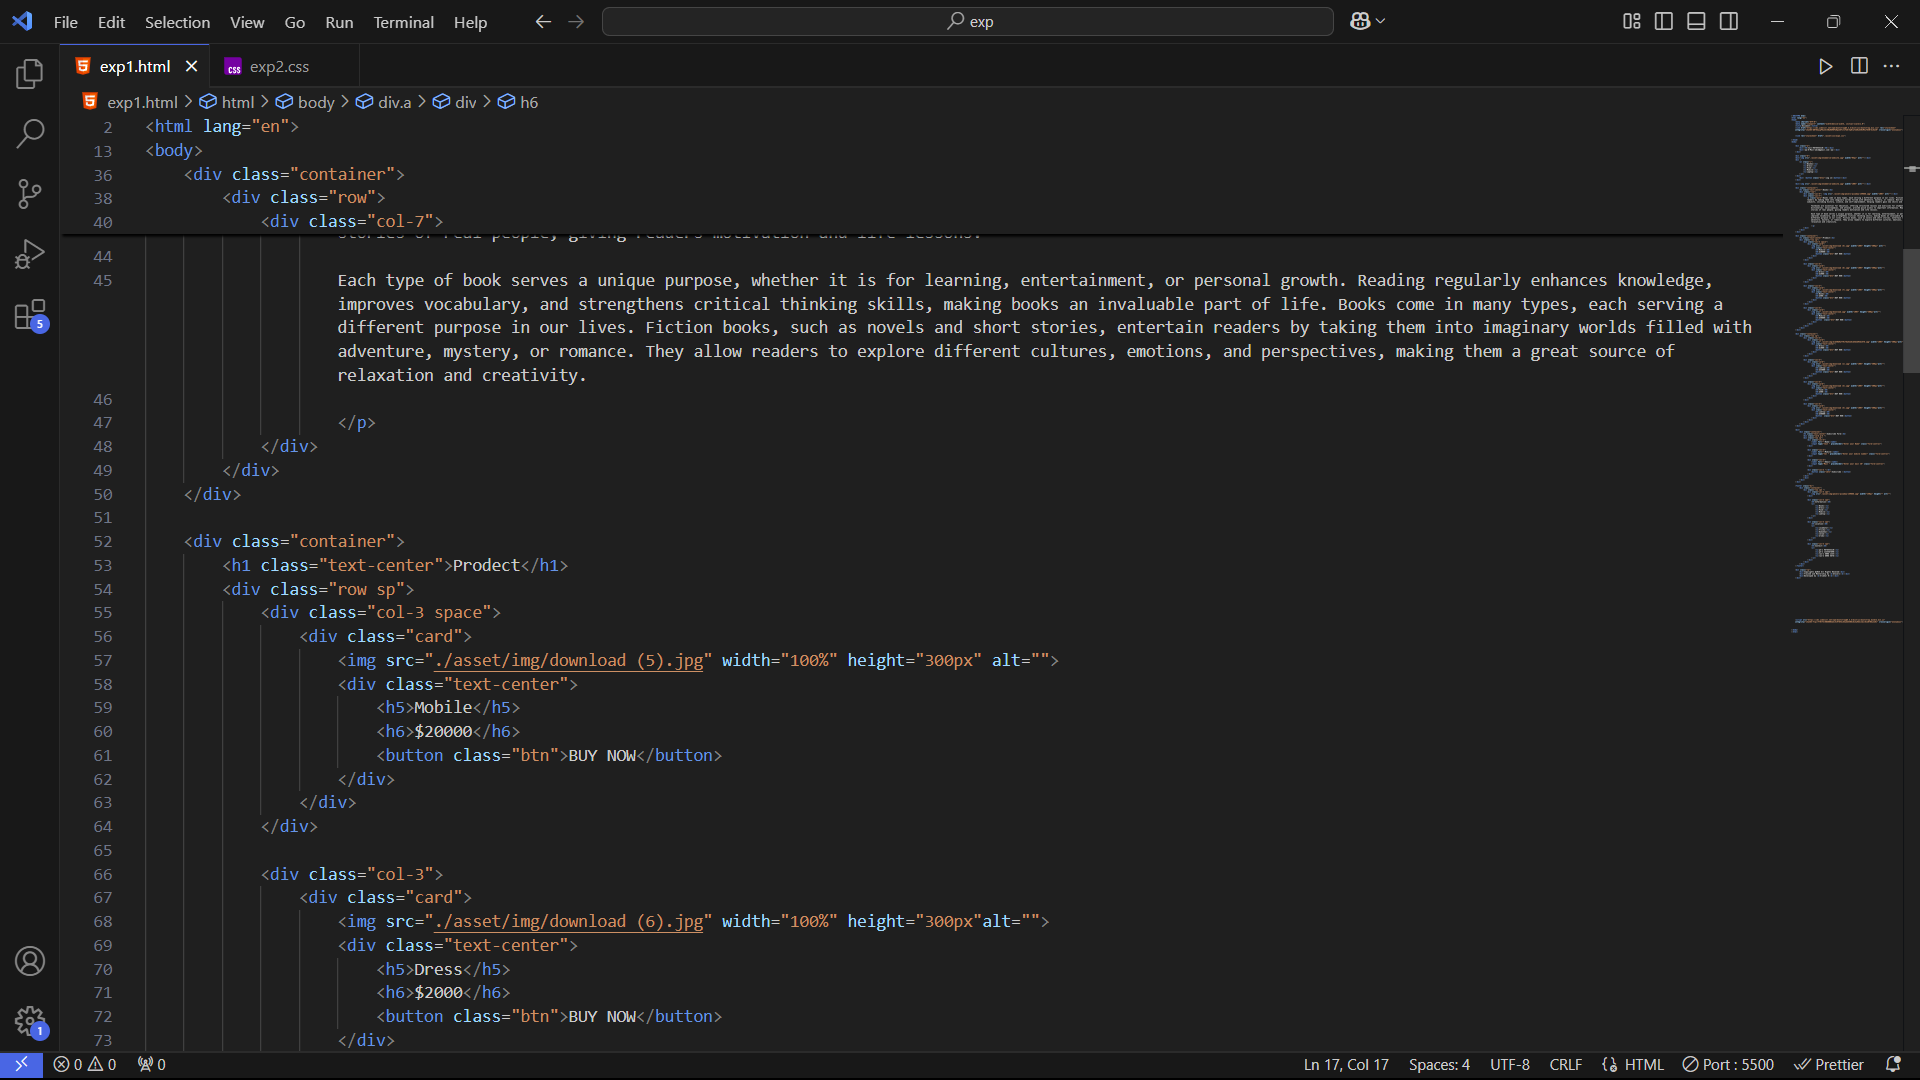 File Edit Selection View Go Run Terminal Help exp
exp1.html exp2.css
exp1.html > html > body > div.a > div > h6
2 <html lang="en">
13 <body>
36 <div class="container">
38 <div class="row">
40 <div class="col-7">
stories of real people, giving readers motivation and life lessons.
44
45 Each type of book serves a unique purpose, whether it is for learning, entertainment, or personal growth. Reading regularly enhances knowledge,
improves vocabulary, and strengthens critical thinking skills, making books an invaluable part of life. Books come in many types, each serving a
different purpose in our lives. Fiction books, such as novels and short stories, entertain readers by taking them into imaginary worlds filled with
adventure, mystery, or romance. They allow readers to explore different cultures, emotions, and perspectives, making them a great source of
relaxation and creativity.
46
47 </p>
48 </div>
49 </div>
50 </div>
51
52 <div class="container">
53 <h1 class="text-center">Prodect</h1>
54 <div class="row sp">
55 <div class="col-3 space">
56 <div class="card">
57 <img src="./asset/img/download (5).jpg" width="100%" height="300px" alt="">
58 <div class="text-center">
59 <h5>Mobile</h5>
60 <h6>$20000</h6>
61 <button class="btn">BUY NOW</button>
62 </div>
63 </div>
64 </div>
65
66 <div class="col-3">
67 <div class="card">
68 <img src="./asset/img/download (6).jpg" width="100%" height="300px"alt="">
69 <div class="text-center">
70 <h5>Dress</h5>
71 <h6>$2000</h6>
72 <button class="btn">BUY NOW</button>
73 </div>
5
1
0 0 0 Ln 17, Col 17 Spaces: 4 UTF-8 CRLF HTML Port : 5500 Prettier